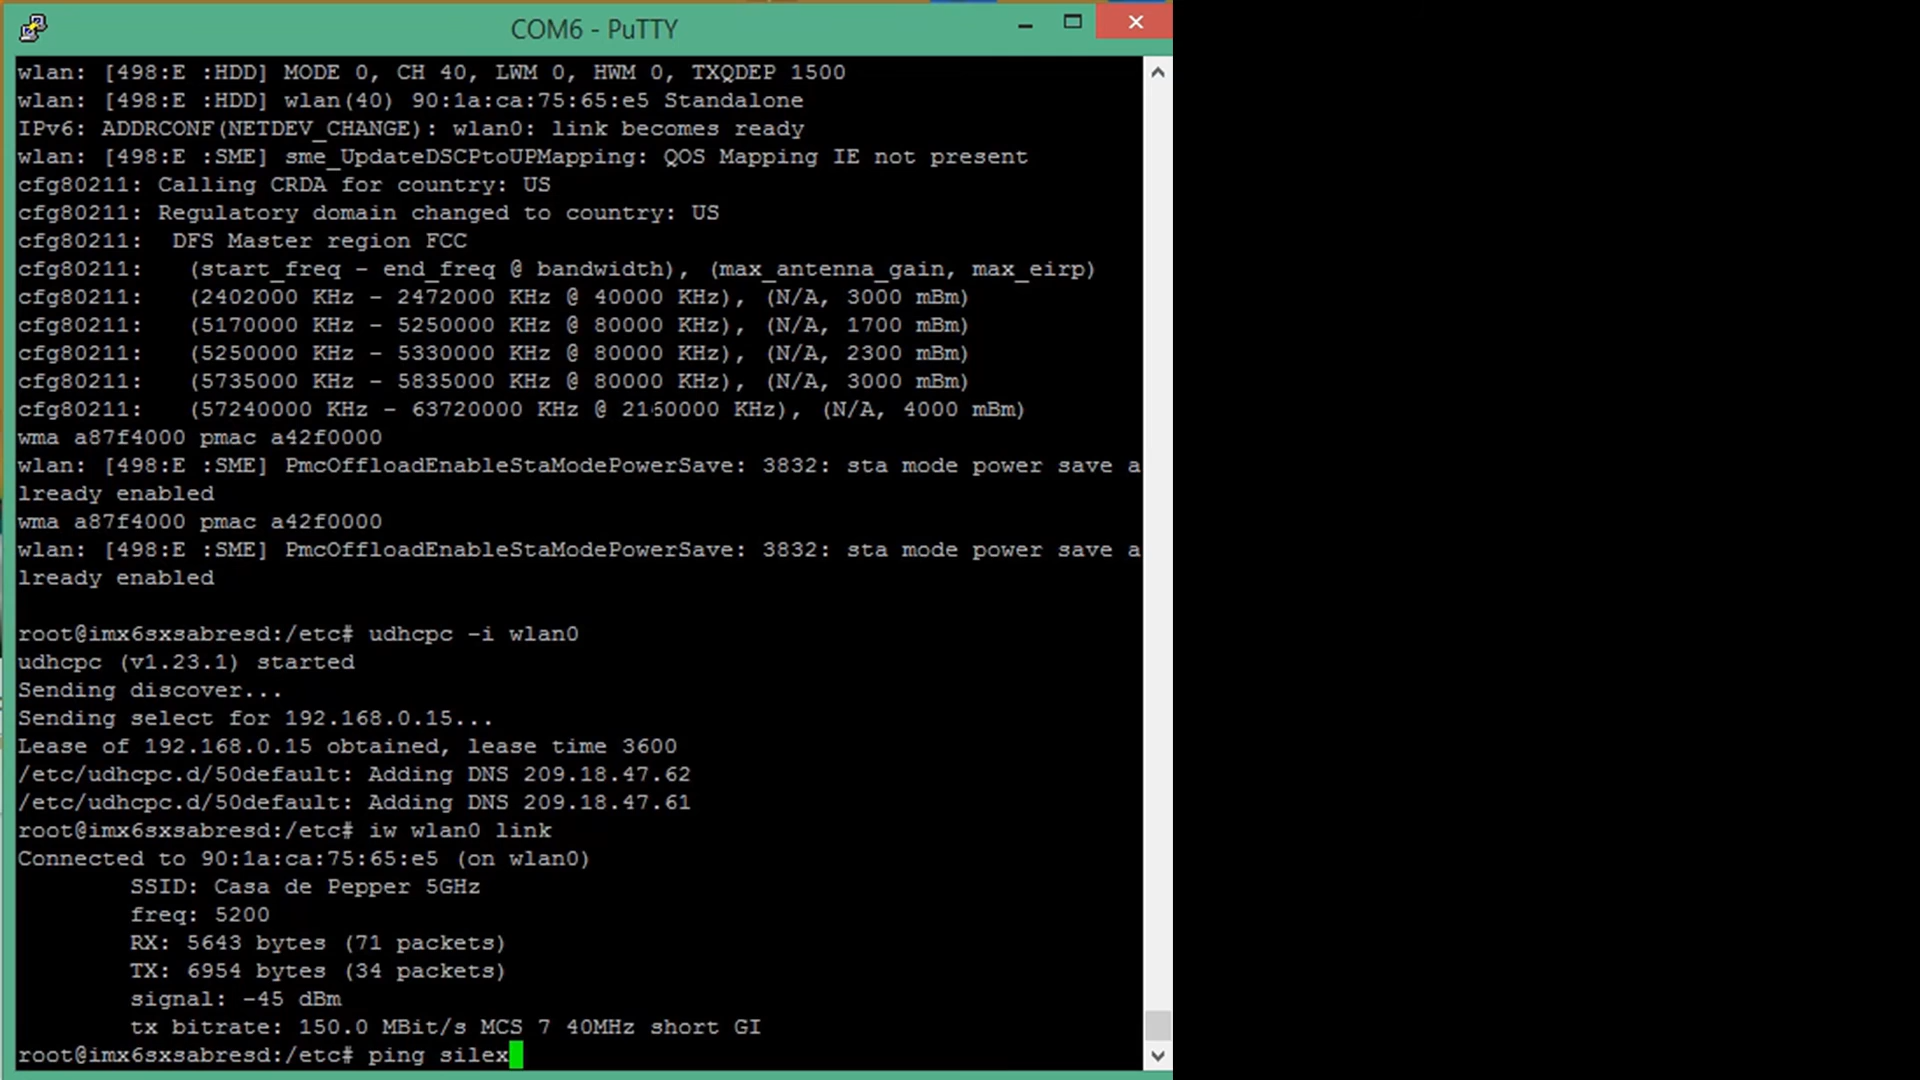 COM6 - PuTTY
wlan: [498:E :HDD] MODE 0, CH 40, LWM 0, HWM 0, TXQDEP 1500
wlan: [498:E :HDD] wlan(40) 90:1a:ca:75:65:e5 Standalone
IPv6: ADDRCONF(NETDEV_CHANGE): wlan0: link becomes ready
wlan: [498:E :SME] sme_UpdateDSCPtoUPMapping: QOS Mapping IE not present
cfg80211: Calling CRDA for country: US
cfg80211: Regulatory domain changed to country: US
cfg80211:  DFS Master region FCC
cfg80211:   (start_freq - end_freq @ bandwidth), (max_antenna_gain, max_eirp)
cfg80211:   (2402000 KHz - 2472000 KHz @ 40000 KHz), (N/A, 3000 mBm)
cfg80211:   (5170000 KHz - 5250000 KHz @ 80000 KHz), (N/A, 1700 mBm)
cfg80211:   (5250000 KHz - 5330000 KHz @ 80000 KHz), (N/A, 2300 mBm)
cfg80211:   (5735000 KHz - 5835000 KHz @ 80000 KHz), (N/A, 3000 mBm)
cfg80211:   (57240000 KHz - 63720000 KHz @ 2160000 KHz), (N/A, 4000 mBm)
wma a87f4000 pmac a42f0000
wlan: [498:E :SME] PmcOffloadEnableStaModePowerSave: 3832: sta mode power save a
lready enabled
wma a87f4000 pmac a42f0000
wlan: [498:E :SME] PmcOffloadEnableStaModePowerSave: 3832: sta mode power save a
lready enabled
root@imx6sxsabresd:/etc# udhcpc -i wlan0
udhcpc (v1.23.1) started
Sending discover...
Sending select for 192.168.0.15...
Lease of 192.168.0.15 obtained, lease time 3600
/etc/udhcpc.d/50default: Adding DNS 209.18.47.62
/etc/udhcpc.d/50default: Adding DNS 209.18.47.61
root@imx6sxsabresd:/etc# iw wlan0 link
Connected to 90:1a:ca:75:65:e5 (on wlan0)
SSID: Casa de Pepper 5GHz
freq: 5200
RX: 5643 bytes (71 packets)
TX: 6954 bytes (34 packets)
signal: -45 dBm
tx bitrate: 150.0 MBit/s MCS 7 40MHz short GI
root@imx6sxsabresd:/etc# ping silex